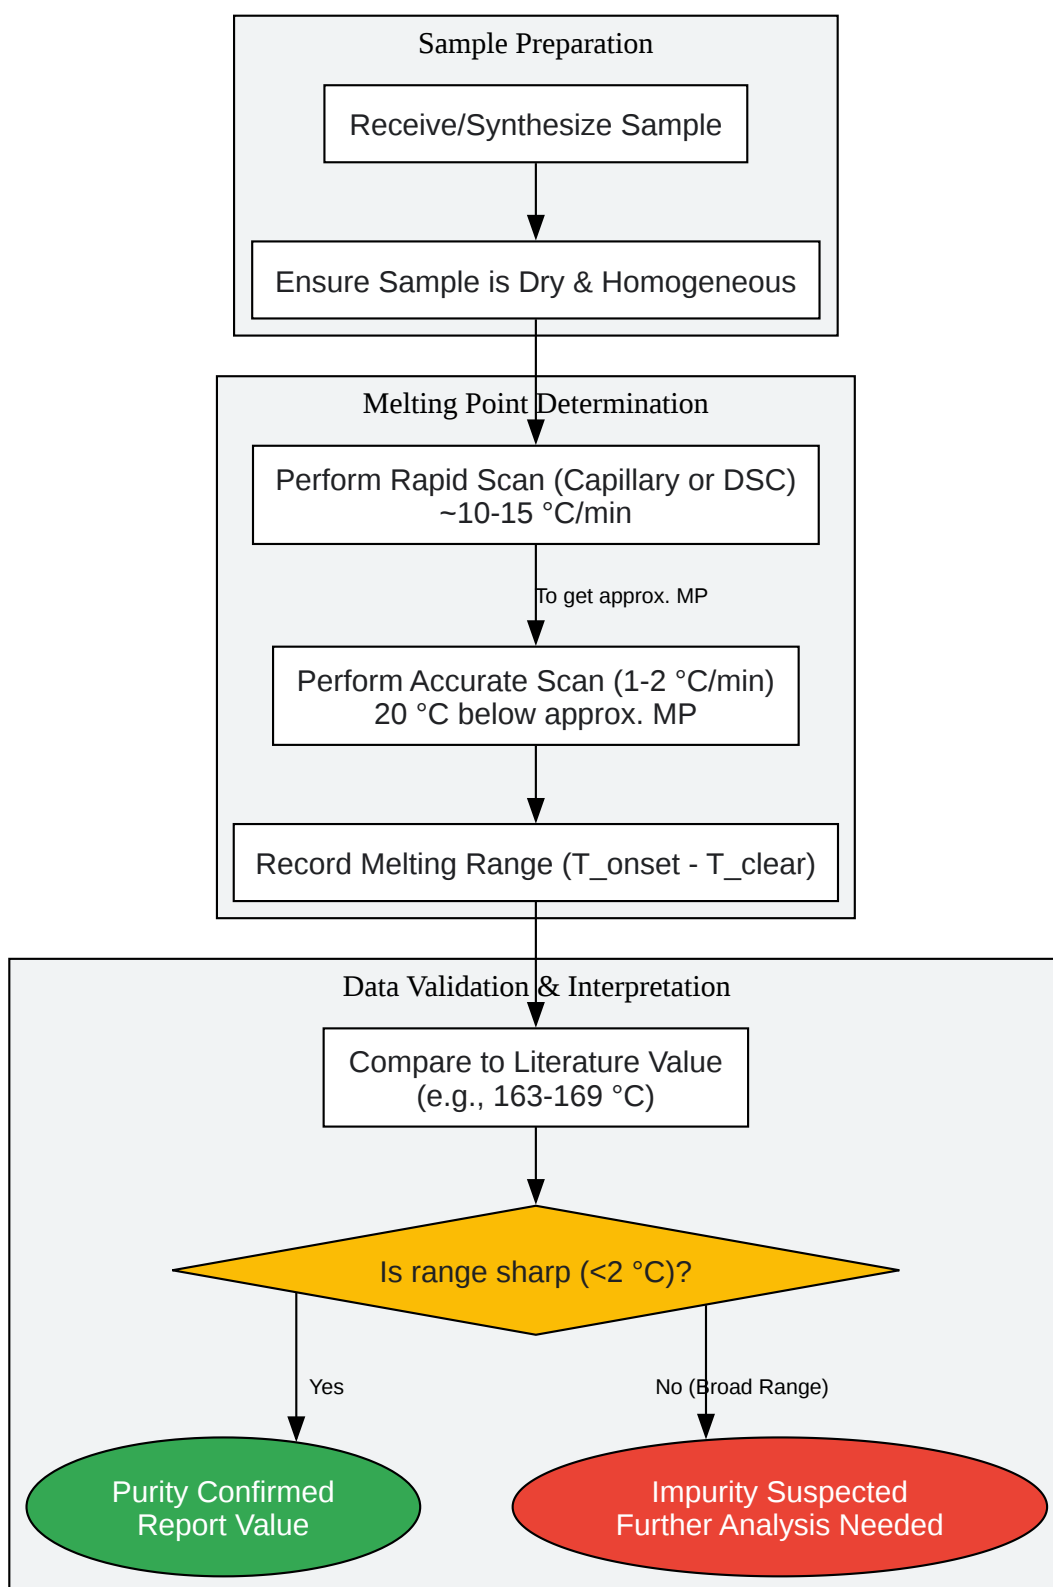 Sample Preparation
Receive/Synthesize Sample
Ensure Sample is Dry & Homogeneous
Melting Point Determination
Perform Rapid Scan (Capillary or DSC)
~10-15 °C/min
To get approx. MP
Perform Accurate Scan (1-2 °C/min)
20 °C below approx. MP
Record Melting Range (T_onset - T_clear)
Data Validation & Interpretation
Compare to Literature Value
(e.g., 163-169 °C)
Is range sharp (<2 °C)?
Yes
No (Broad Range)
Purity Confirmed
Report Value
Impurity Suspected
Further Analysis Needed